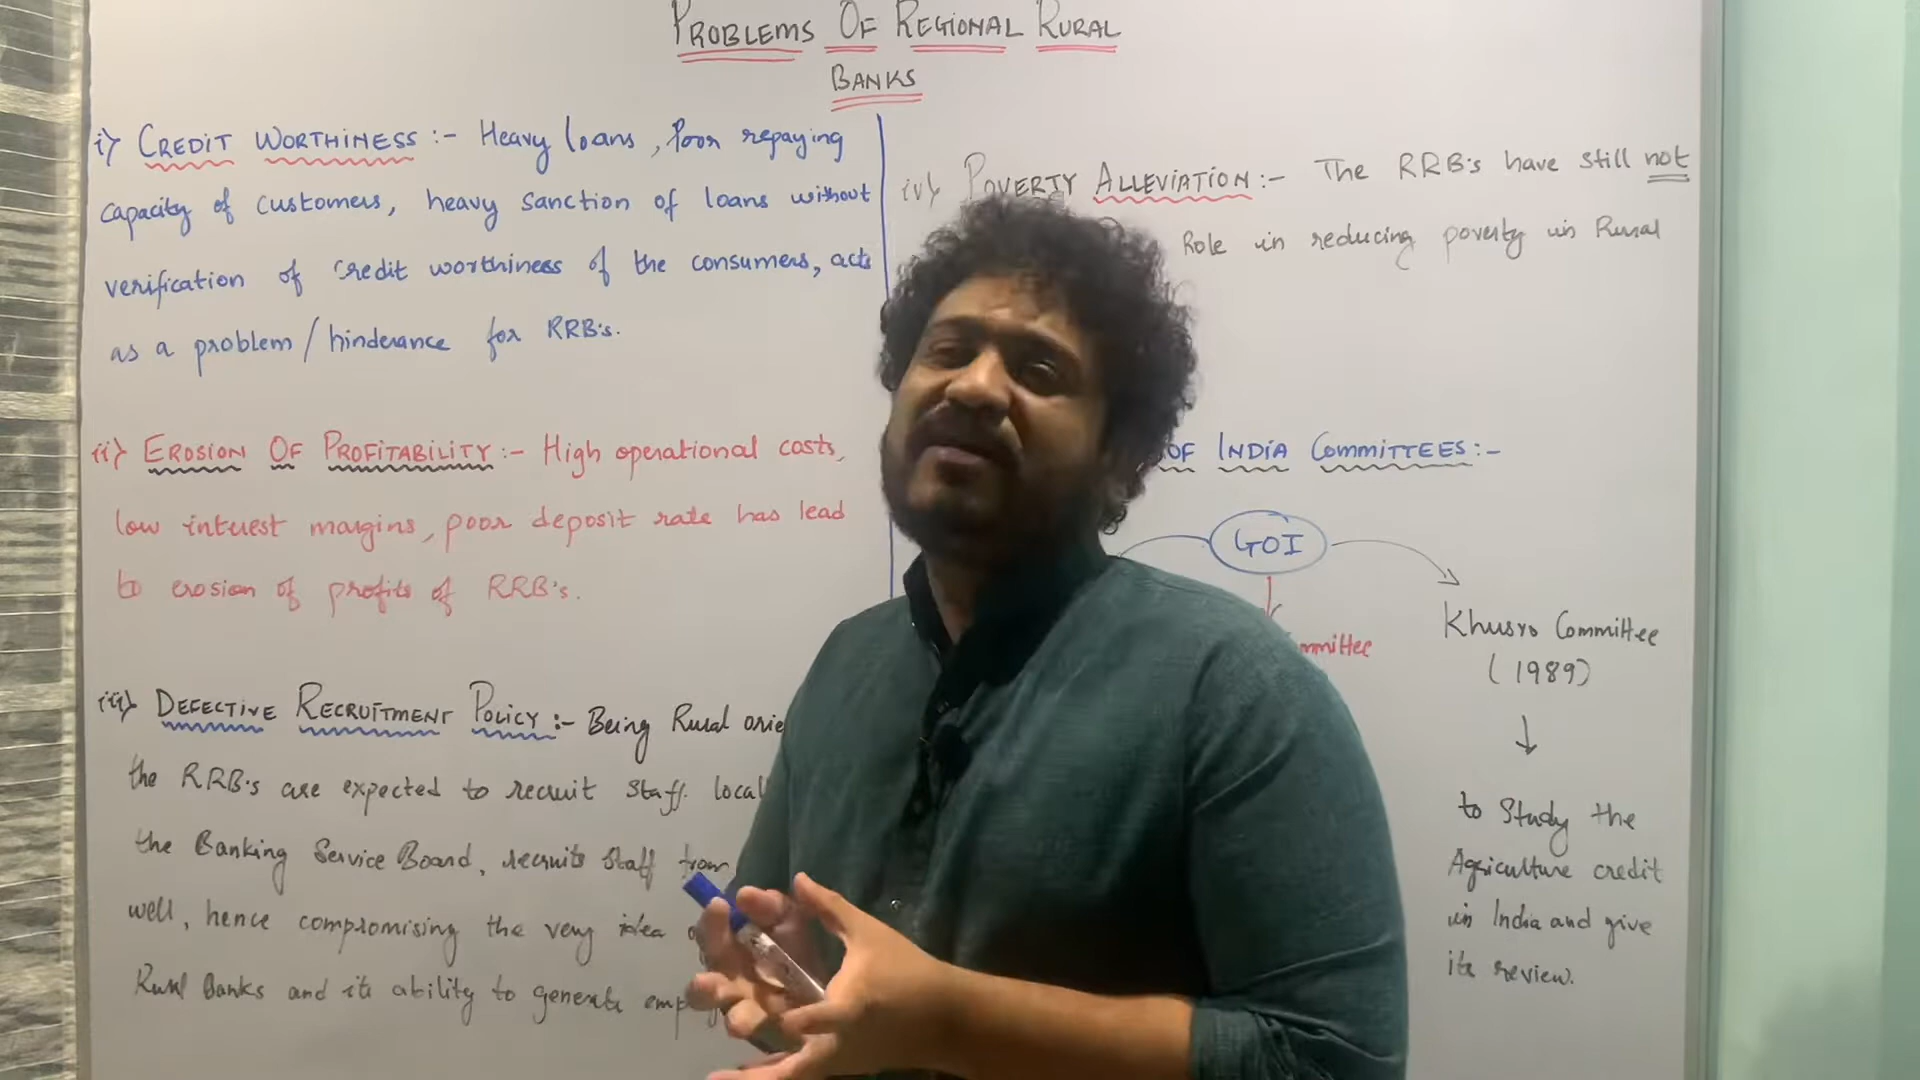 PROBLEMS OF REGIONAL RURAL
BANKS
i) CREDIT WORTHINESS :- Heavy loans, Poor repaying
capacity of customers, heavy sanction of loans without
verification of credit worthiness of the consumers, acts
as a problem / hinderance for RRB's.
ii) EROSION OF PROFITABILITY :- High operational costs,
low interest margins, poor deposit rate has lead
to erosion of profits of RRB's.
iii) DEFECTIVE RECRUITMENT POLICY :- Being Rural
the RRB's are expected to recruit staff
the Banking Service Board, recruits staff from
well, hence compromising the very idea
Rural Banks and its ability to generate
iv) POVERTY ALLEVIATION :- The RRB's have still not
Role in reducing poverty in Rural
OF INDIA COMMITTEES :-
GOI
Khusro Committee
(1989)
to Study the
Agriculture credit
in India and give
its review.